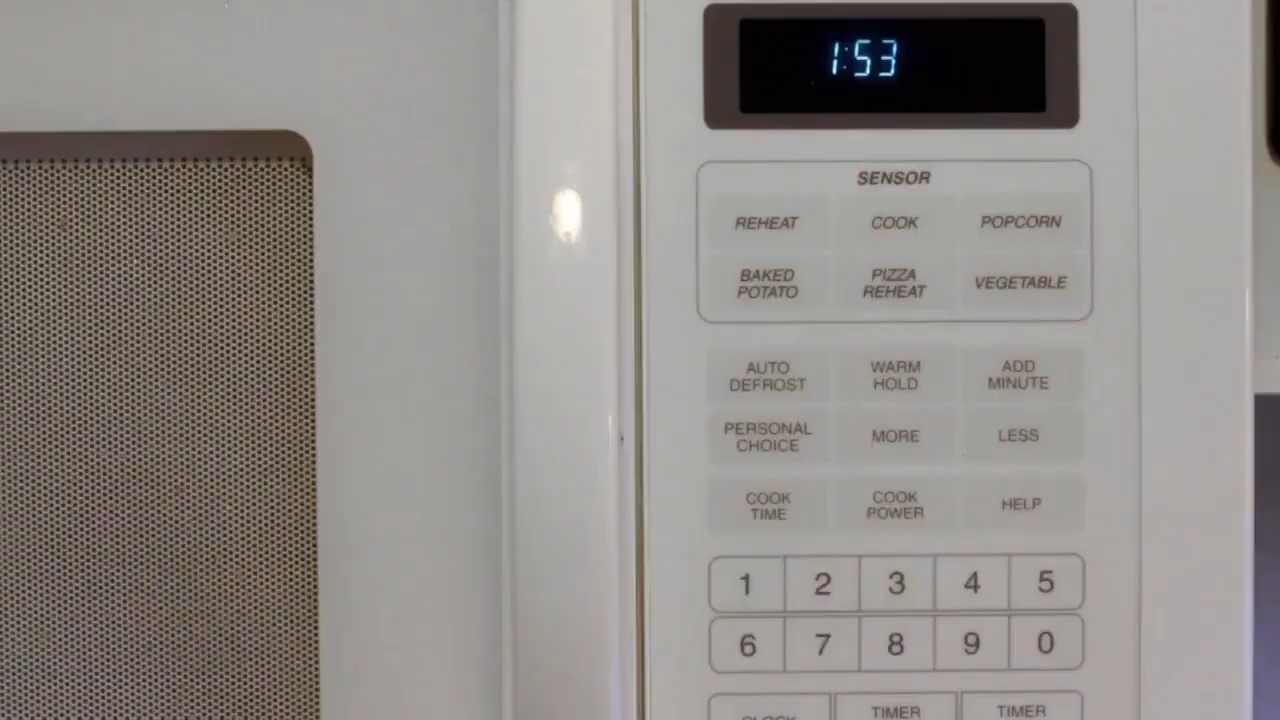 1:53
SENSOR
REHEAT COOK POPCORN
BAKED POTATO PIZZA REHEAT VEGETABLE
AUTO DEFROST WARM HOLD ADD MINUTE
PERSONAL CHOICE MORE LESS
COOK TIME COOK POWER HELP
1 2 3 4 5
6 7 8 9 0
CLOCK TIMER TIMER